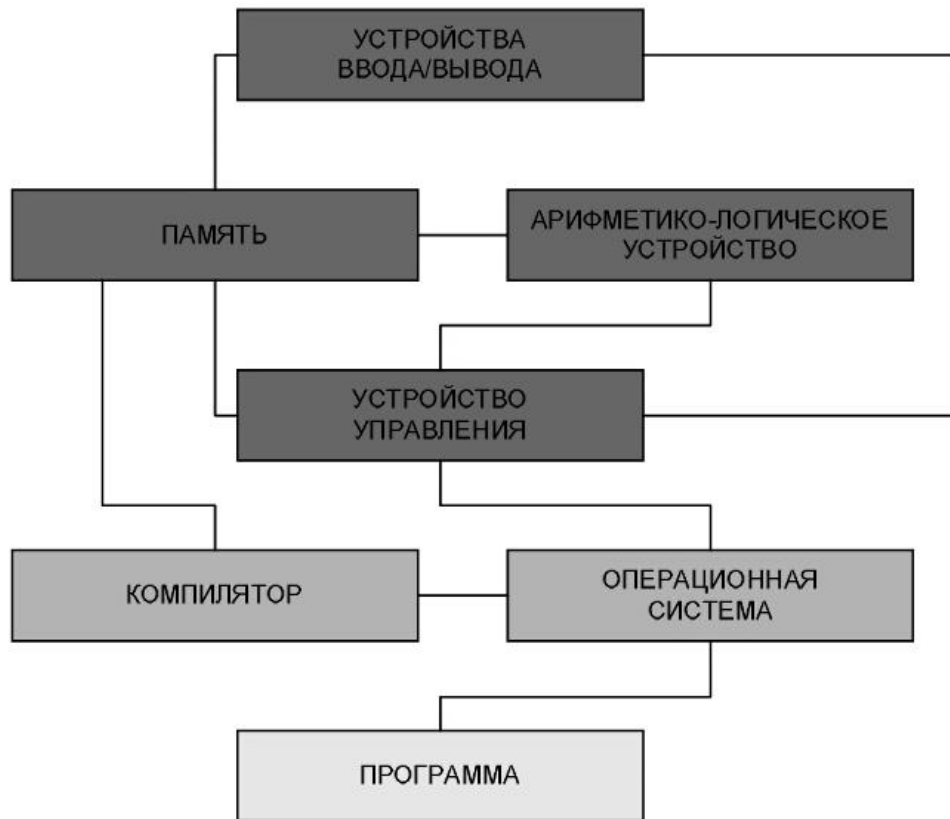 УСТРОЙСТВА
ВВОДА/ВЫВОДА
ПАМЯТЬ
АРИФМЕТИКО-ЛОГИЧЕСКОЕ
УСТРОЙСТВО
УСТРОЙСТВО
УПРАВЛЕНИЯ
КОМПИЛЯТОР
ОПЕРАЦИОННАЯ
СИСТЕМА
ПРОГРАММА